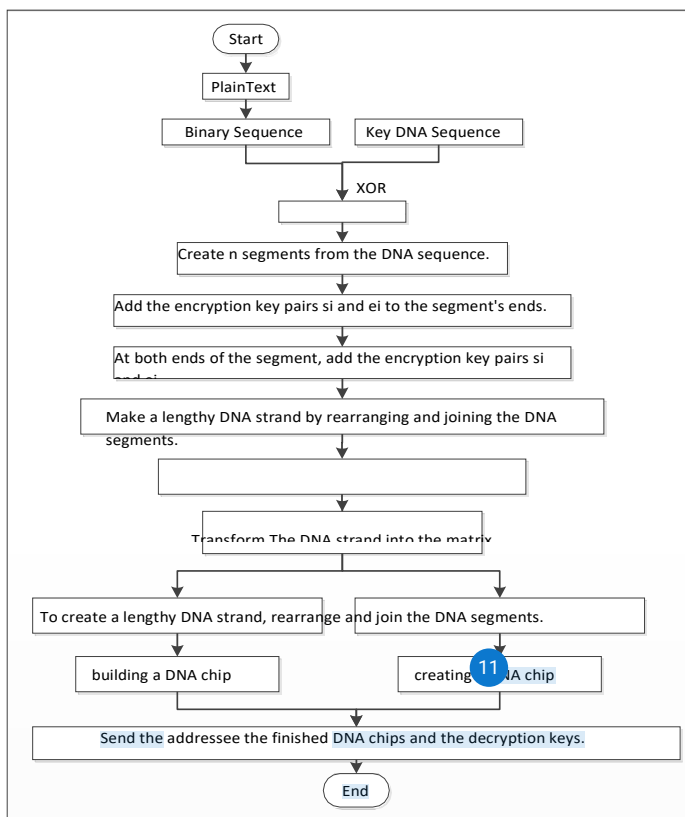 Start
PlainText
Binary Sequence
Key DNA Sequence
XOR
Create n segments from the DNA sequence.
Add the encryption key pairs si and ei to the segment's ends.
At both ends of the segment, add the encryption key pairs si
and ei
Make a lengthy DNA strand by rearranging and joining the DNA
segments.
Transform The DNA strand into the matrix
To create a lengthy DNA strand, rearrange and join the DNA segments.
building a DNA chip
creating
11
NA chip
Send the addressee the finished DNA chips and the decryption keys.
End